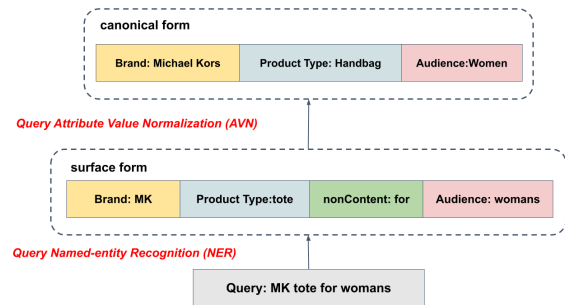 canonical form
Brand: Michael Kors Product Type: Handbag Audience:Women
Query Attribute Value Normalization (AVN)
surface form
Brand: MK Product Type:tote nonContent: for Audience: womans
Query Named-entity Recognition (NER)
Query: MK tote for womans